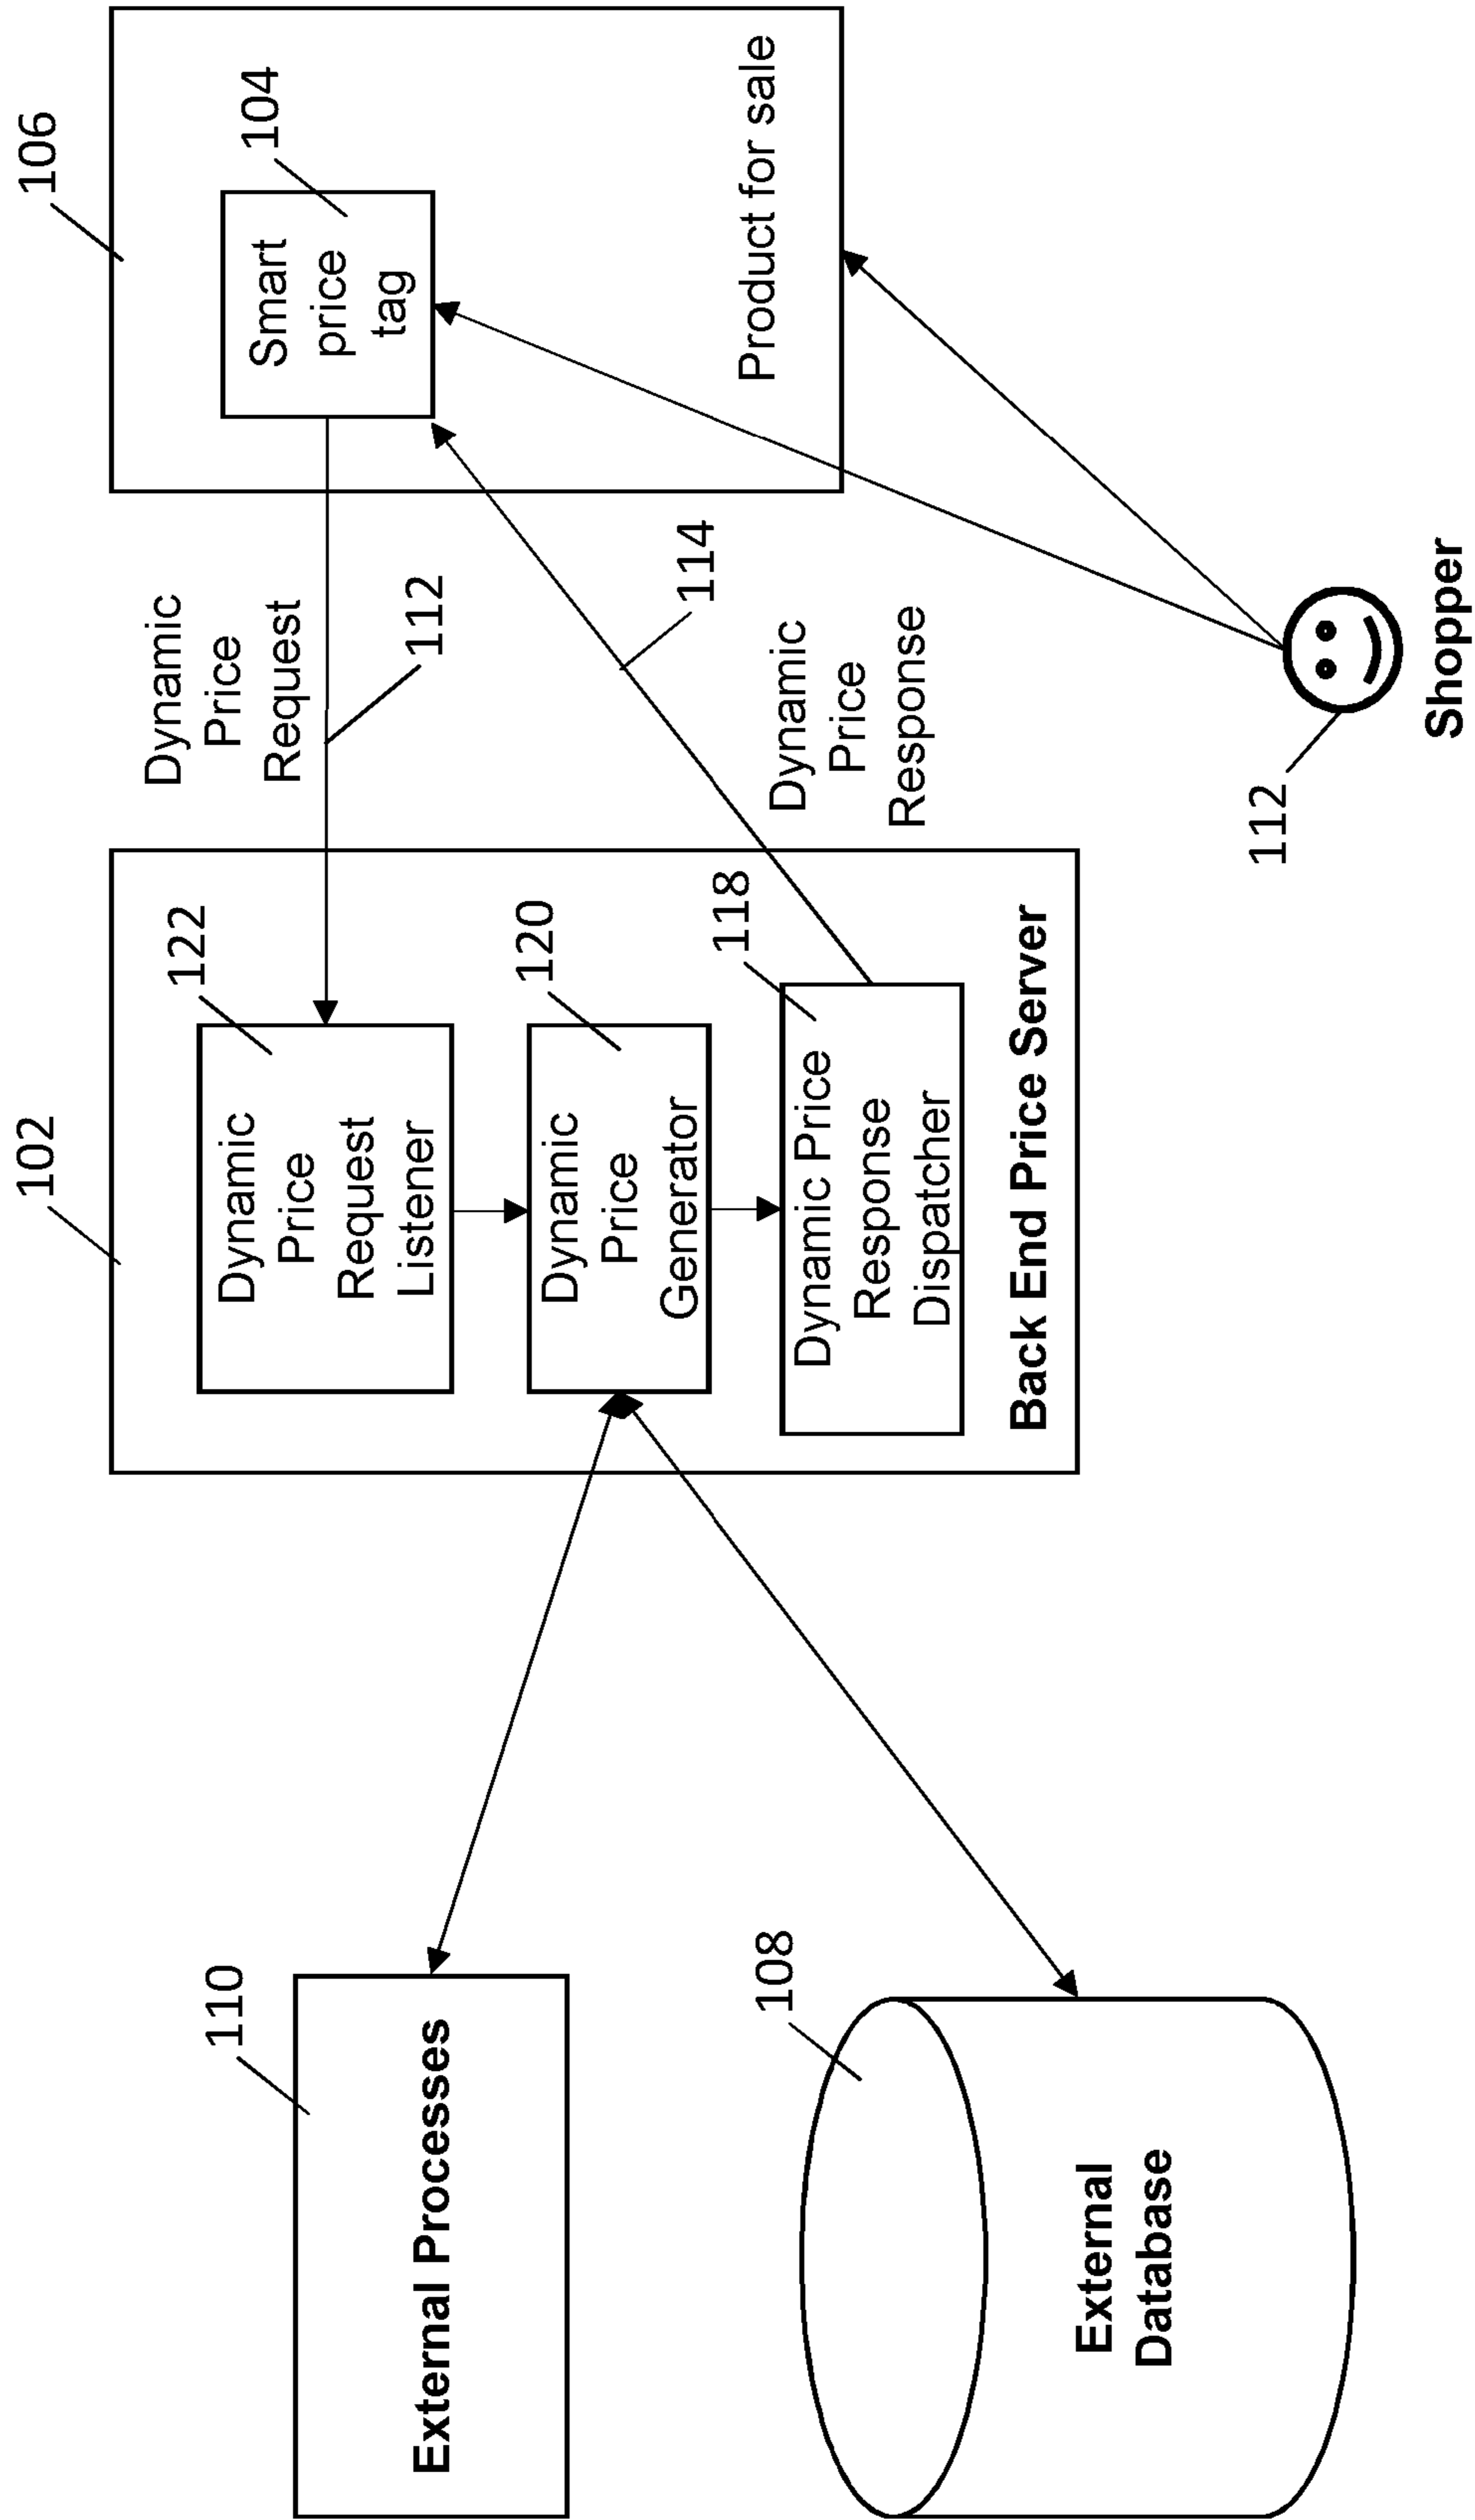 106
104
Smart
price
tag
Product for sale
Dynamic
Price
Request
112
114
Dynamic
Price
Response
112
Shopper
102
122
Dynamic
Price
Request
Listener
120
Dynamic
Price
Generator
118
Dynamic Price
Response
Dispatcher
Back End Price Server
110
External Processes
108
External
Database